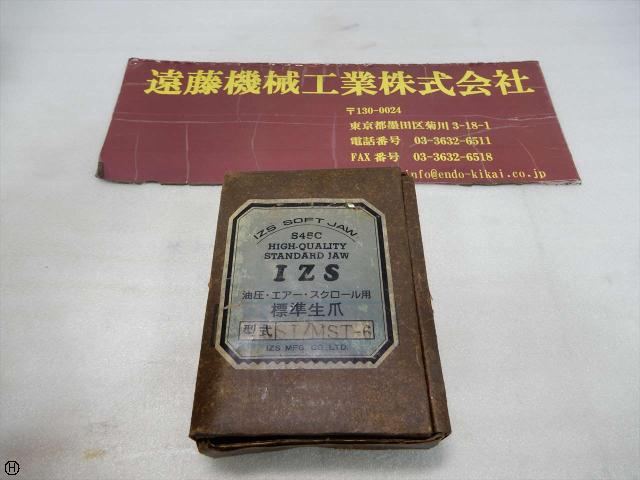 遠藤機械工業株式会社
〒130-0024
東京都墨田区菊川 3-18-1
電話番号 03-3632-6511
FAX 番号 03-3632-6518
info@endo-kikai.co.jp
IZS SOFT JAW
S45C
HIGH-QUALITY
STANDARD JAW
IZS
油圧・エアー・スクロール用
標準生爪
型式 SI/MST-6
IZS MFG. CO., LTD.
H